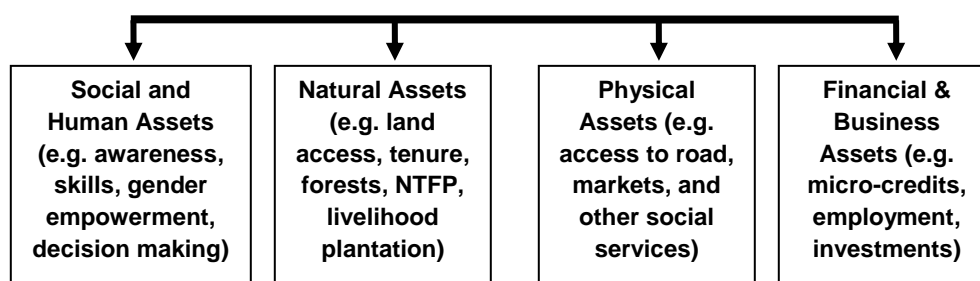 Social and
Human Assets
(e.g. awareness,
skills, gender
empowerment,
decision making)
Natural Assets
(e.g. land
access, tenure,
forests, NTFP,
livelihood
plantation)
Physical
Assets (e.g.
access to road,
markets, and
other social
services)
Financial &
Business
Assets (e.g.
micro-credits,
employment,
investments)